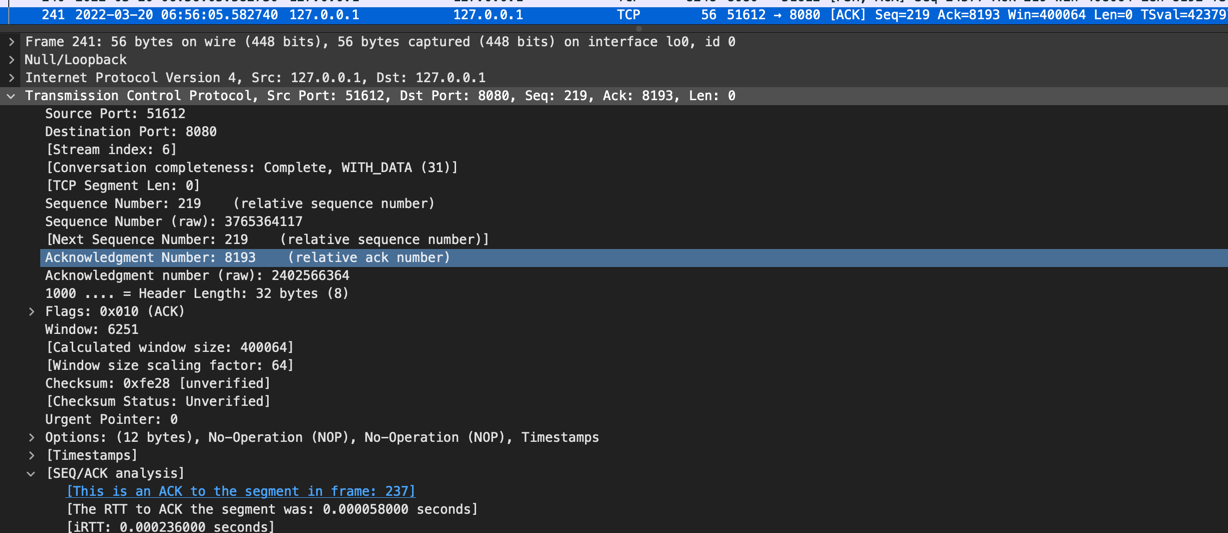 241 2022-03-20 06:56:05.582740 127.0.0.1 127.0.0.1 TCP 56 51612 → 8080 [ACK] Seq=219 Ack=8193 Win=400064 Len=0 TSval=42379
Frame 241: 56 bytes on wire (448 bits), 56 bytes captured (448 bits) on interface lo0, id 0
Null/Loopback
Internet Protocol Version 4, Src: 127.0.0.1, Dst: 127.0.0.1
Transmission Control Protocol, Src Port: 51612, Dst Port: 8080, Seq: 219, Ack: 8193, Len: 0
Source Port: 51612
Destination Port: 8080
[Stream index: 6]
[Conversation completeness: Complete, WITH_DATA (31)]
[TCP Segment Len: 0]
Sequence Number: 219    (relative sequence number)
Sequence Number (raw): 3765364117
[Next Sequence Number: 219    (relative sequence number)]
Acknowledgment Number: 8193    (relative ack number)
Acknowledgment number (raw): 2402566364
1000 .... = Header Length: 32 bytes (8)
Flags: 0x010 (ACK)
Window: 6251
[Calculated window size: 400064]
[Window size scaling factor: 64]
Checksum: 0xfe28 [unverified]
[Checksum Status: Unverified]
Urgent Pointer: 0
Options: (12 bytes), No-Operation (NOP), No-Operation (NOP), Timestamps
[Timestamps]
[SEQ/ACK analysis]
[This is an ACK to the segment in frame: 237]
[The RTT to ACK the segment was: 0.000058000 seconds]
[iRTT: 0.000236000 seconds]